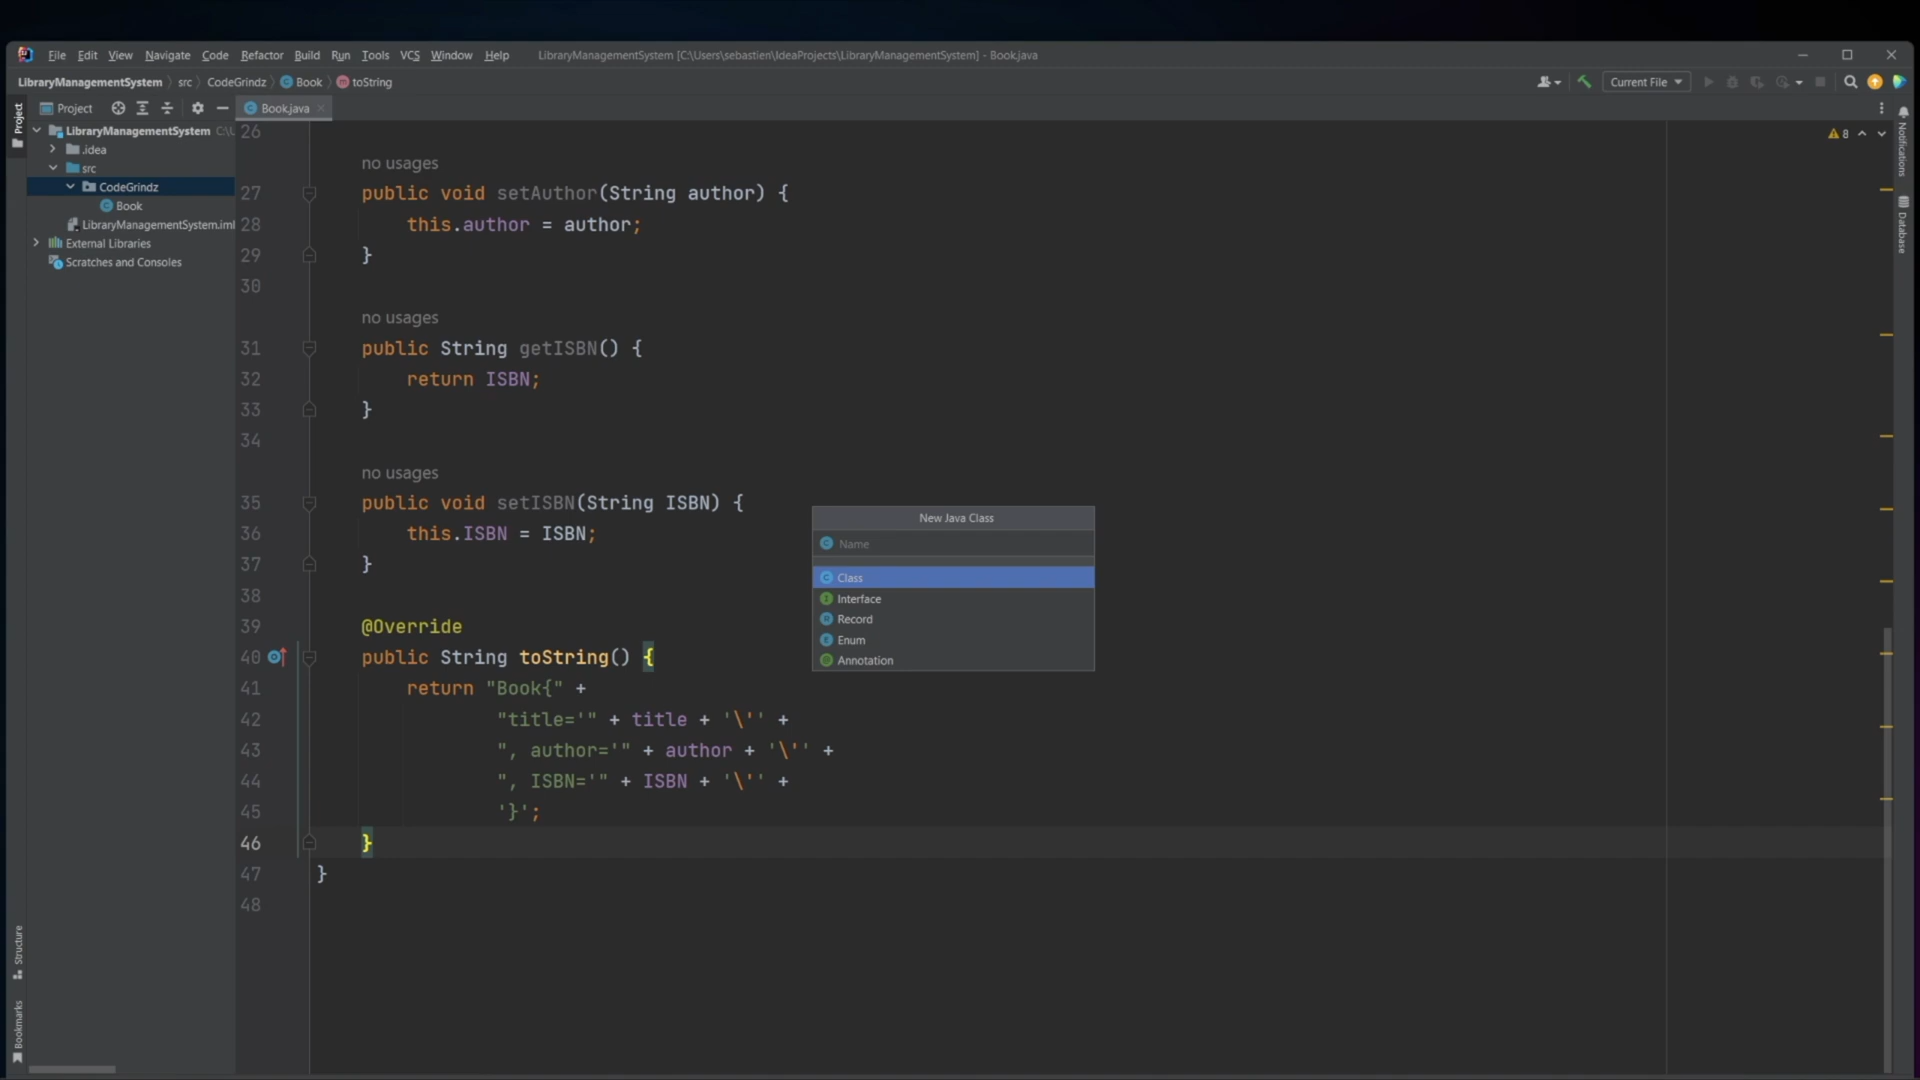 File Edit View Navigate Code Refactor Build Run Tools VCS Window Help LibraryManagementSystem [C:\Users\sebastien\IdeaProjects\LibraryManagementSystem] - Book.java
LibraryManagementSystem src CodeGrindz Book toString Current File
Project Book.java
Project
LibraryManagementSystem C:\U
.idea
src
CodeGrindz
Book
LibraryManagementSystem.iml
External Libraries
Scratches and Consoles
Structure
Bookmarks
8
Notifications
Database
26
no usages
27 public void setAuthor(String author) {
28 this.author = author;
29 }
30
no usages
31 public String getISBN() {
32 return ISBN;
33 }
34
no usages
35 public void setISBN(String ISBN) {
36 this.ISBN = ISBN;
37 }
38
39 @Override
40 public String toString() {
41 return "Book{" +
42 "title='" + title + '\'' +
43 ", author='" + author + '\'' +
44 ", ISBN='" + ISBN + '\'' +
45 '}';
46 }
47 }
48
New Java Class
Name
Class
Interface
Record
Enum
Annotation